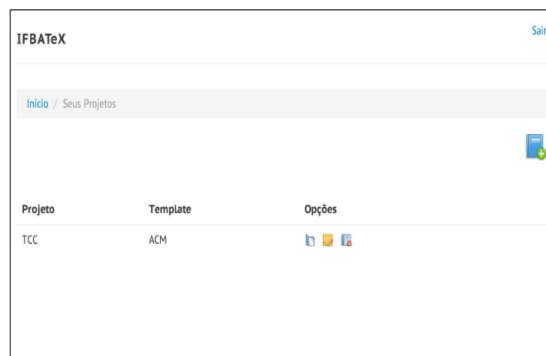 IFBATeX
Sair
Início / Seus Projetos
Projeto Template Opções
TCC ACM